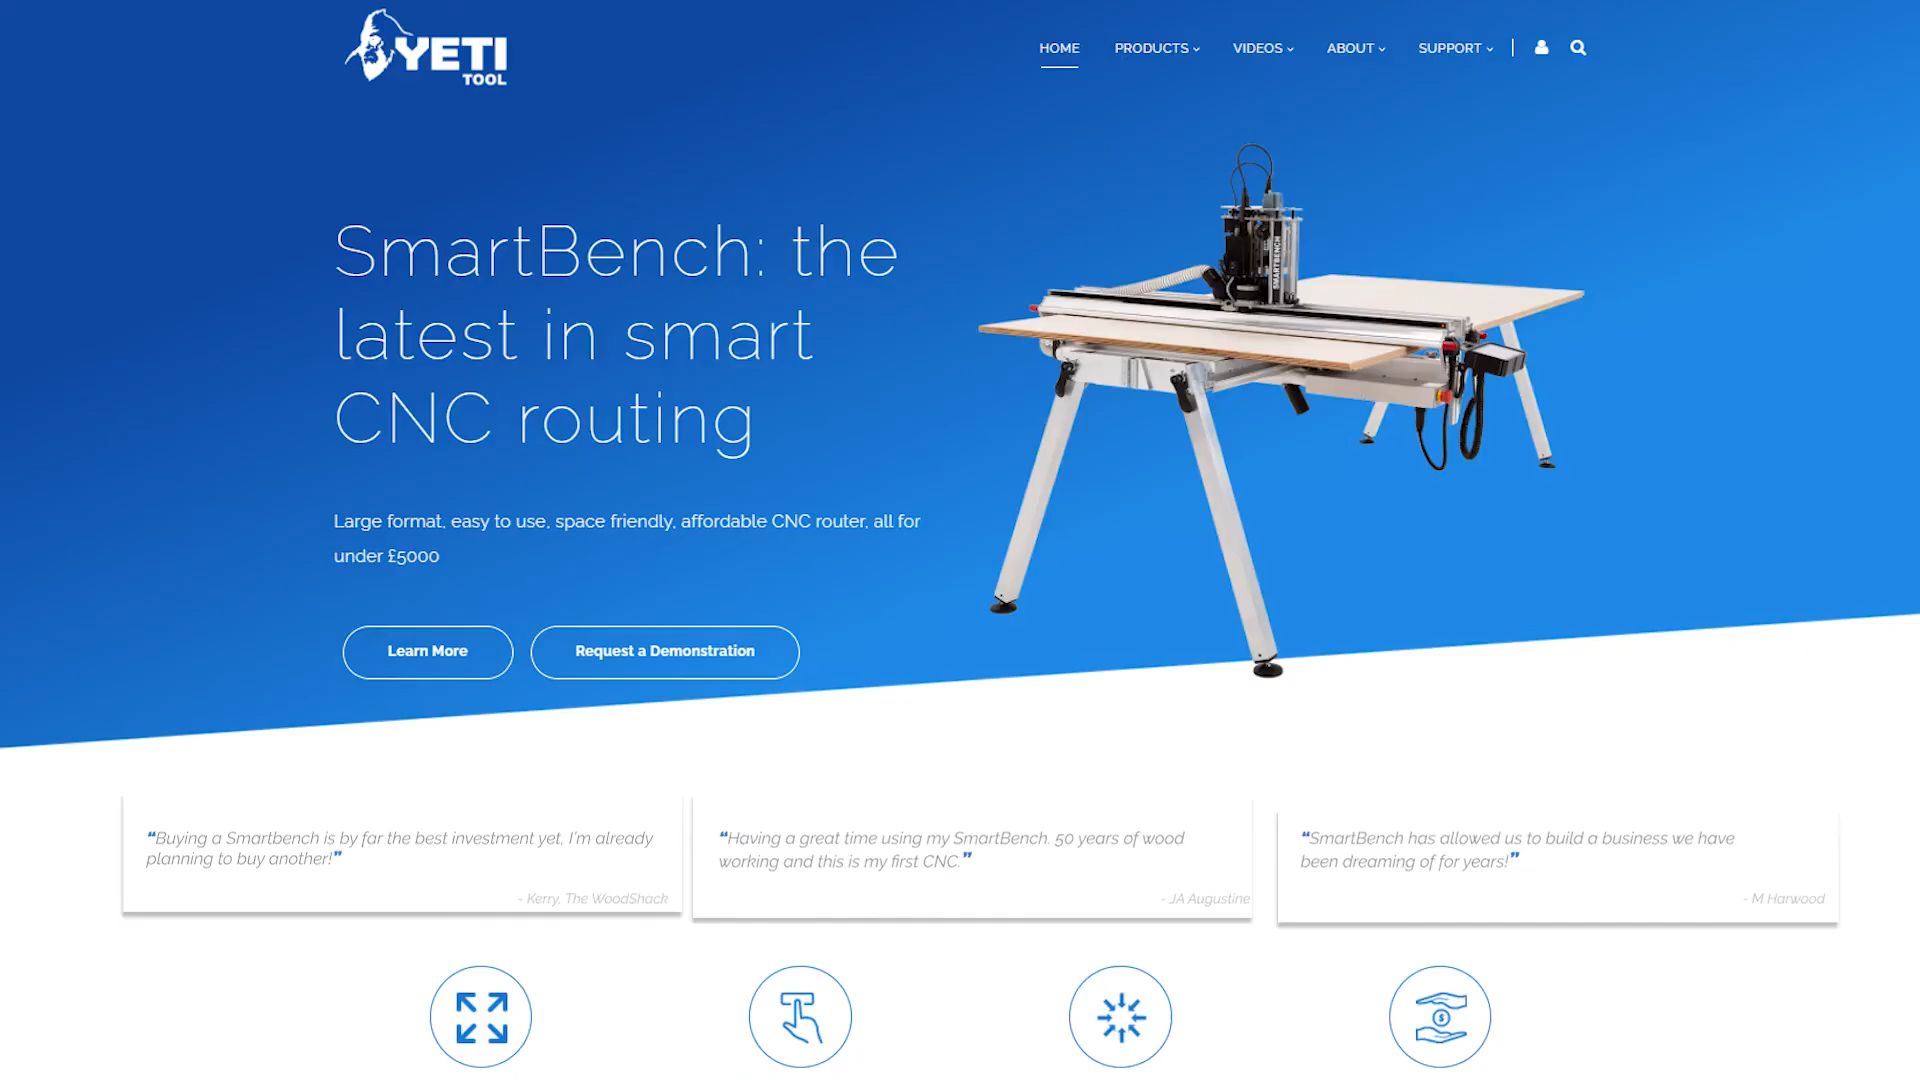 YETI
TOOL
HOME PRODUCTS VIDEOS ABOUT SUPPORT
SmartBench: the
latest in smart
CNC routing
SMARTBENCH
Large format, easy to use, space friendly, affordable CNC router, all for
under £5000
Learn More
Request a Demonstration
❝Buying a Smartbench is by far the best investment yet, I'm already
planning to buy another!❞
- Kerry, The WoodShack
❝Having a great time using my SmartBench. 50 years of wood
working and this is my first CNC.❞
- JA Augustine
❝SmartBench has allowed us to build a business we have
been dreaming of for years!❞
- M Harwood
$